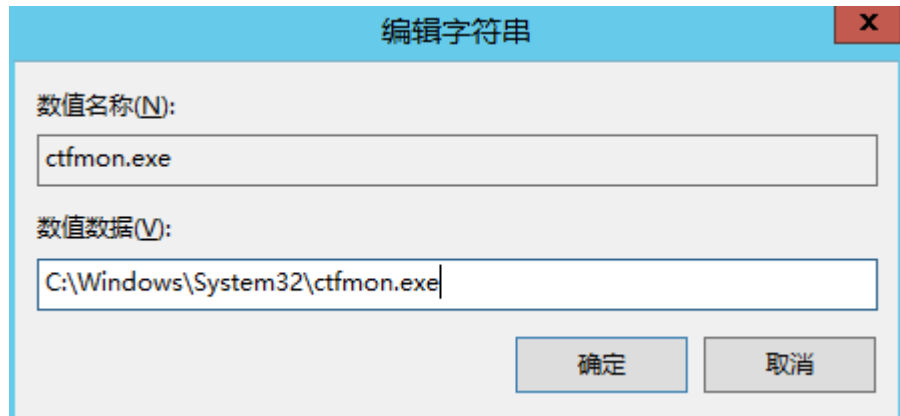 编辑字符串
x
数值名称(N):
ctfmon.exe
数值数据(V):
C:\Windows\System32\ctfmon.exe
确定
取消